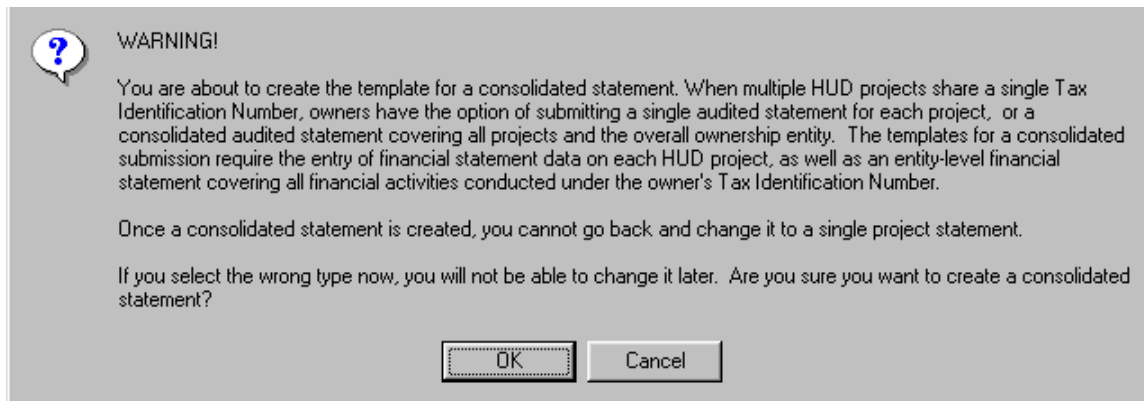 ?
WARNING!
You are about to create the template for a consolidated statement. When multiple HUD projects share a single Tax
Identification Number, owners have the option of submitting a single audited statement for each project,  or a
consolidated audited statement covering all projects and the overall ownership entity.  The templates for a consolidated
submission require the entry of financial statement data on each HUD project, as well as an entity-level financial
statement covering all financial activities conducted under the owner's Tax Identification Number.
Once a consolidated statement is created, you cannot go back and change it to a single project statement.
If you select the wrong type now, you will not be able to change it later.  Are you sure you want to create a consolidated
statement?
OK
Cancel